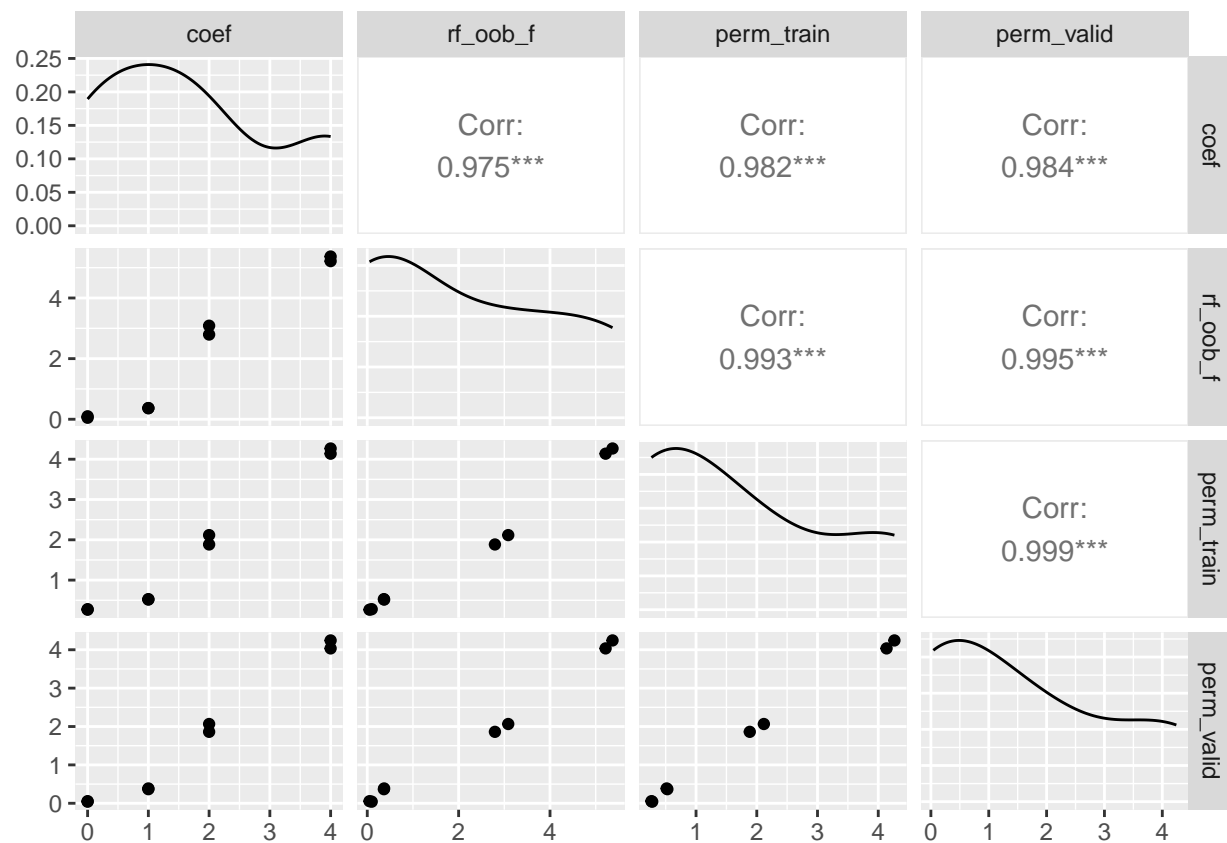 coef rf_oob_f perm_train perm_valid
0.25
0.20
0.15
0.10
0.05
0.00
Corr:
0.975***
Corr:
0.982***
Corr:
0.984***
coef
4
2
0
Corr:
0.993***
Corr:
0.995***
rf_oob_f
4
3
2
1
Corr:
0.999***
perm_train
4
3
2
1
0
perm_valid
0 1 2 3 4 0 2 4 1 2 3 4 0 1 2 3 4